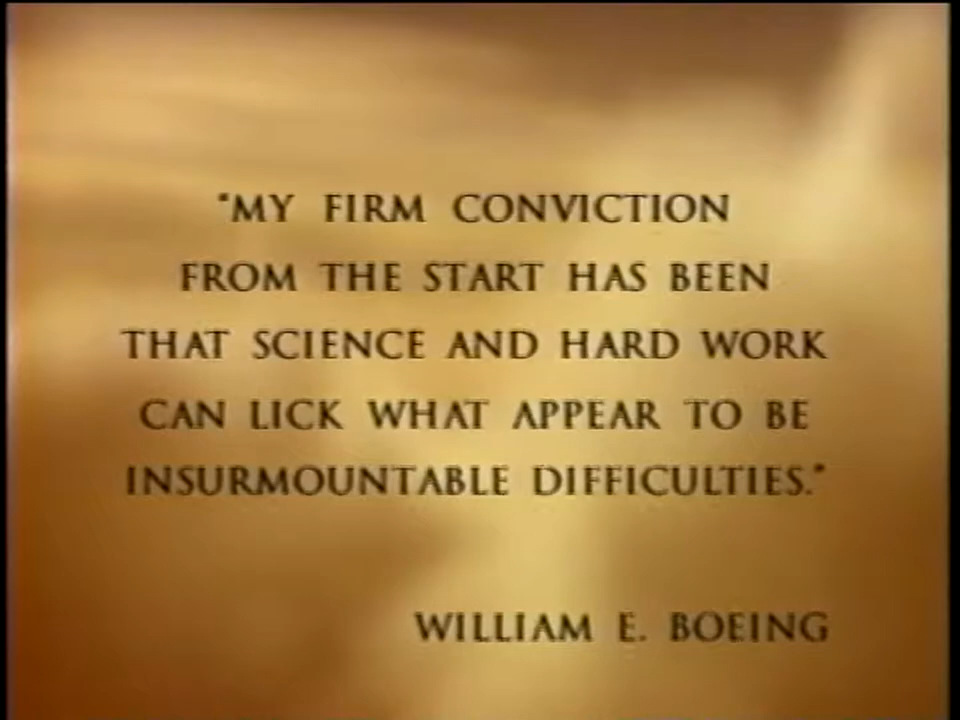 "MY FIRM CONVICTION
FROM THE START HAS BEEN
THAT SCIENCE AND HARD WORK
CAN LICK WHAT APPEAR TO BE
INSURMOUNTABLE DIFFICULTIES."
WILLIAM E. BOEING